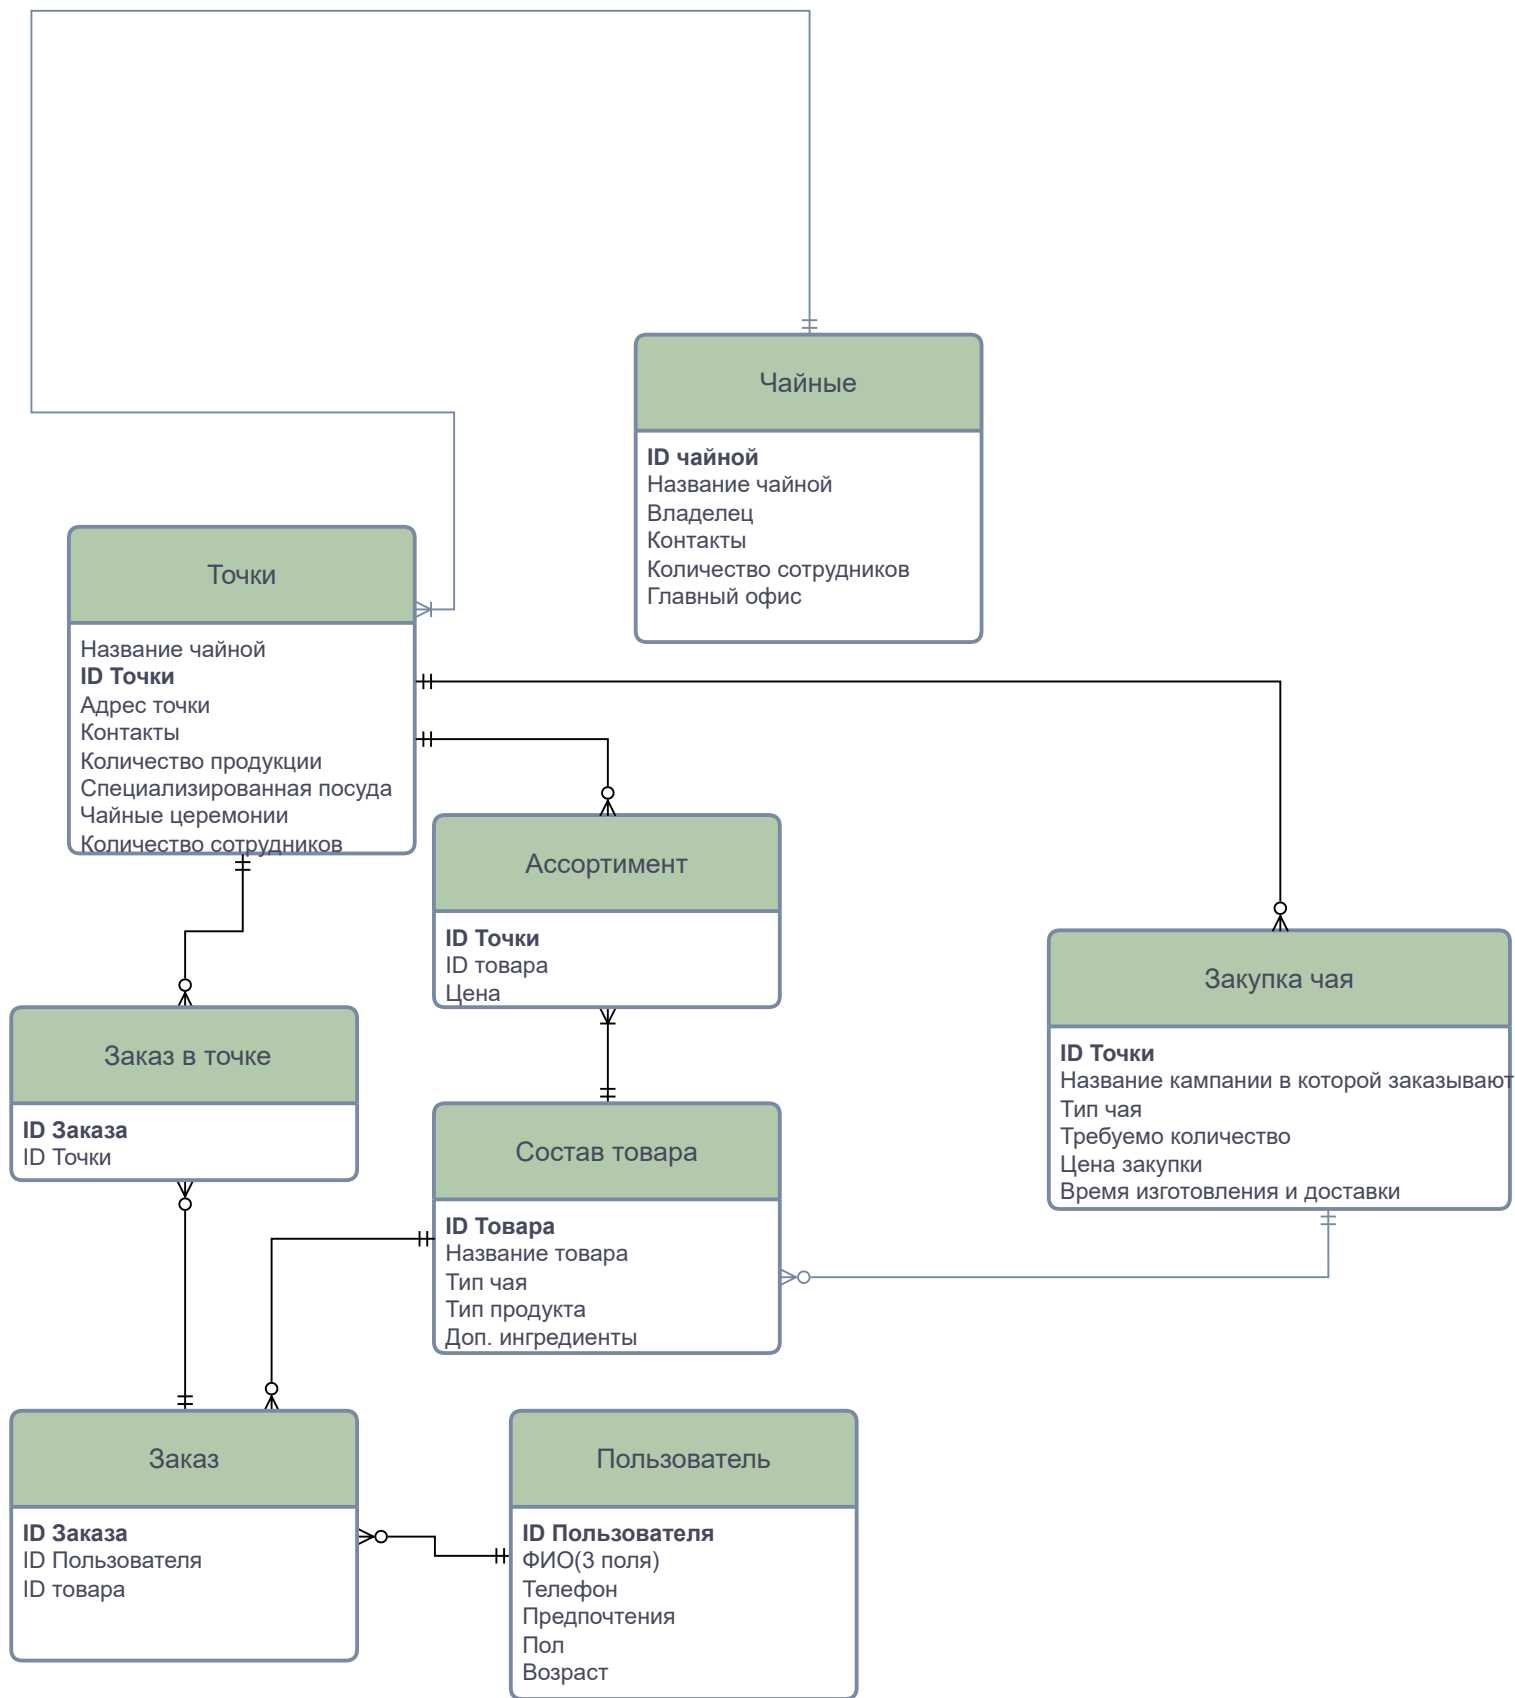 Чайные
ID чайной
Название чайной
Владелец
Контакты
Количество сотрудников
Главный офис
Точки
Название чайной
ID Точки
Адрес точки
Контакты
Количество продукции
Специализированная посуда
Чайные церемонии
Количество сотрудников
Ассортимент
ID Точки
ID товара
Цена
Закупка чая
ID Точки
Название кампании в которой заказывают
Тип чая
Требуемо количество
Цена закупки
Время изготовления и доставки
Заказ в точке
ID Заказа
ID Точки
Состав товара
ID Товара
Название товара
Тип чая
Тип продукта
Доп. ингредиенты
Заказ
ID Заказа
ID Пользователя
ID товара
Пользователь
ID Пользователя
ФИО(3 поля)
Телефон
Предпочтения
Пол
Возраст